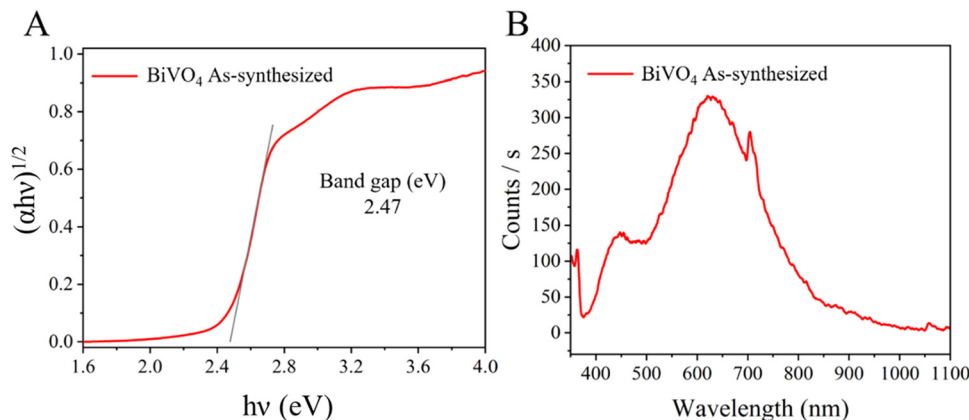 A
BiVO₄ As-synthesized
Band gap (eV)
2.47
(αhν)^1/2
1.0
0.8
0.6
0.4
0.2
0.0
1.6 2.0 2.4 2.8 3.2 3.6 4.0
hν (eV)
B
BiVO₄ As-synthesized
Counts / s
400
350
300
250
200
150
100
50
0
400 500 600 700 800 900 1000 1100
Wavelength (nm)